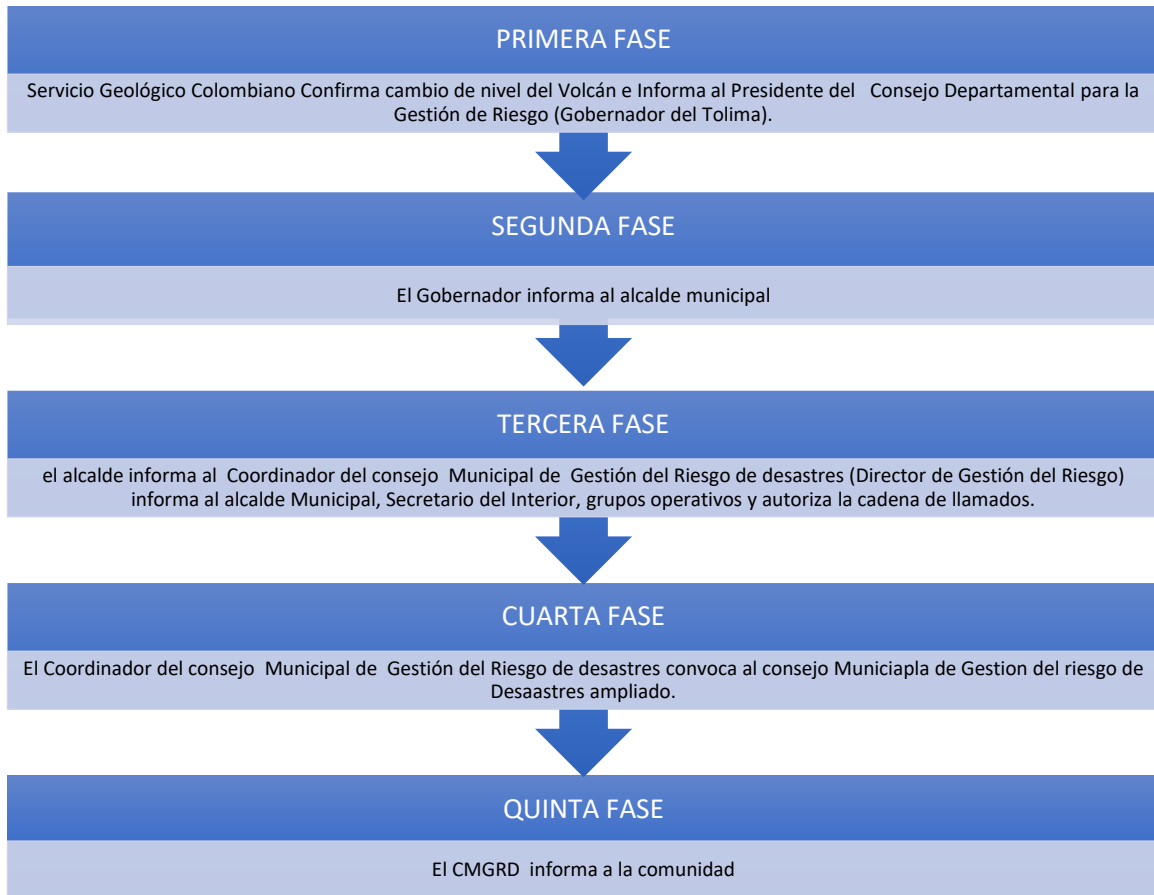 PRIMERA FASE
Servicio Geológico Colombiano Confirma cambio de nivel del Volcán e Informa al Presidente del Consejo Departamental para la
Gestión de Riesgo (Gobernador del Tolima).
SEGUNDA FASE
El Gobernador informa al alcalde municipal
TERCERA FASE
el alcalde informa al Coordinador del consejo Municipal de Gestión del Riesgo de desastres (Director de Gestión del Riesgo)
informa al alcalde Municipal, Secretario del Interior, grupos operativos y autoriza la cadena de llamados.
CUARTA FASE
El Coordinador del consejo Municipal de Gestión del Riesgo de desastres convoca al consejo Municiapla de Gestion del riesgo de
Desaastres ampliado.
QUINTA FASE
El CMGRD informa a la comunidad